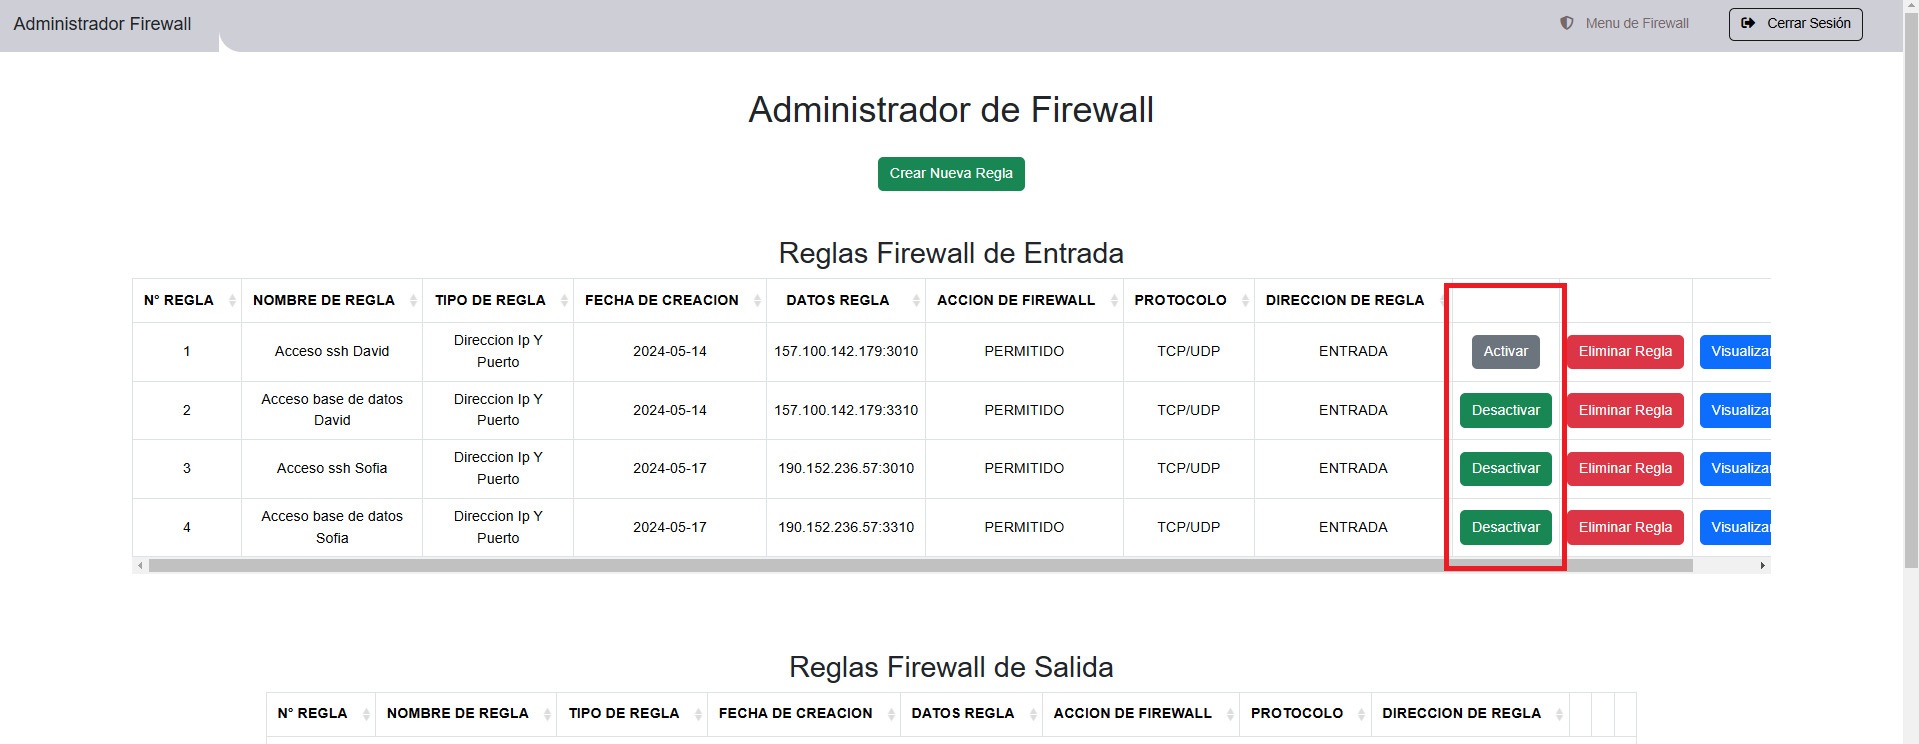 Administrador Firewall
Menu de Firewall
Cerrar Sesión
Administrador de Firewall
Crear Nueva Regla
Reglas Firewall de Entrada
N° REGLA NOMBRE DE REGLA TIPO DE REGLA FECHA DE CREACION DATOS REGLA ACCION DE FIREWALL PROTOCOLO DIRECCION DE REGLA
1 Acceso ssh David Direccion Ip Y Puerto 2024-05-14 157.100.142.179:3010 PERMITIDO TCP/UDP ENTRADA Activar Eliminar Regla Visualiza
2 Acceso base de datos David Direccion Ip Y Puerto 2024-05-14 157.100.142.179:3310 PERMITIDO TCP/UDP ENTRADA Desactivar Eliminar Regla Visualiza
3 Acceso ssh Sofia Direccion Ip Y Puerto 2024-05-17 190.152.236.57:3010 PERMITIDO TCP/UDP ENTRADA Desactivar Eliminar Regla Visualiza
4 Acceso base de datos Sofia Direccion Ip Y Puerto 2024-05-17 190.152.236.57:3310 PERMITIDO TCP/UDP ENTRADA Desactivar Eliminar Regla Visualiza
Reglas Firewall de Salida
N° REGLA NOMBRE DE REGLA TIPO DE REGLA FECHA DE CREACION DATOS REGLA ACCION DE FIREWALL PROTOCOLO DIRECCION DE REGLA